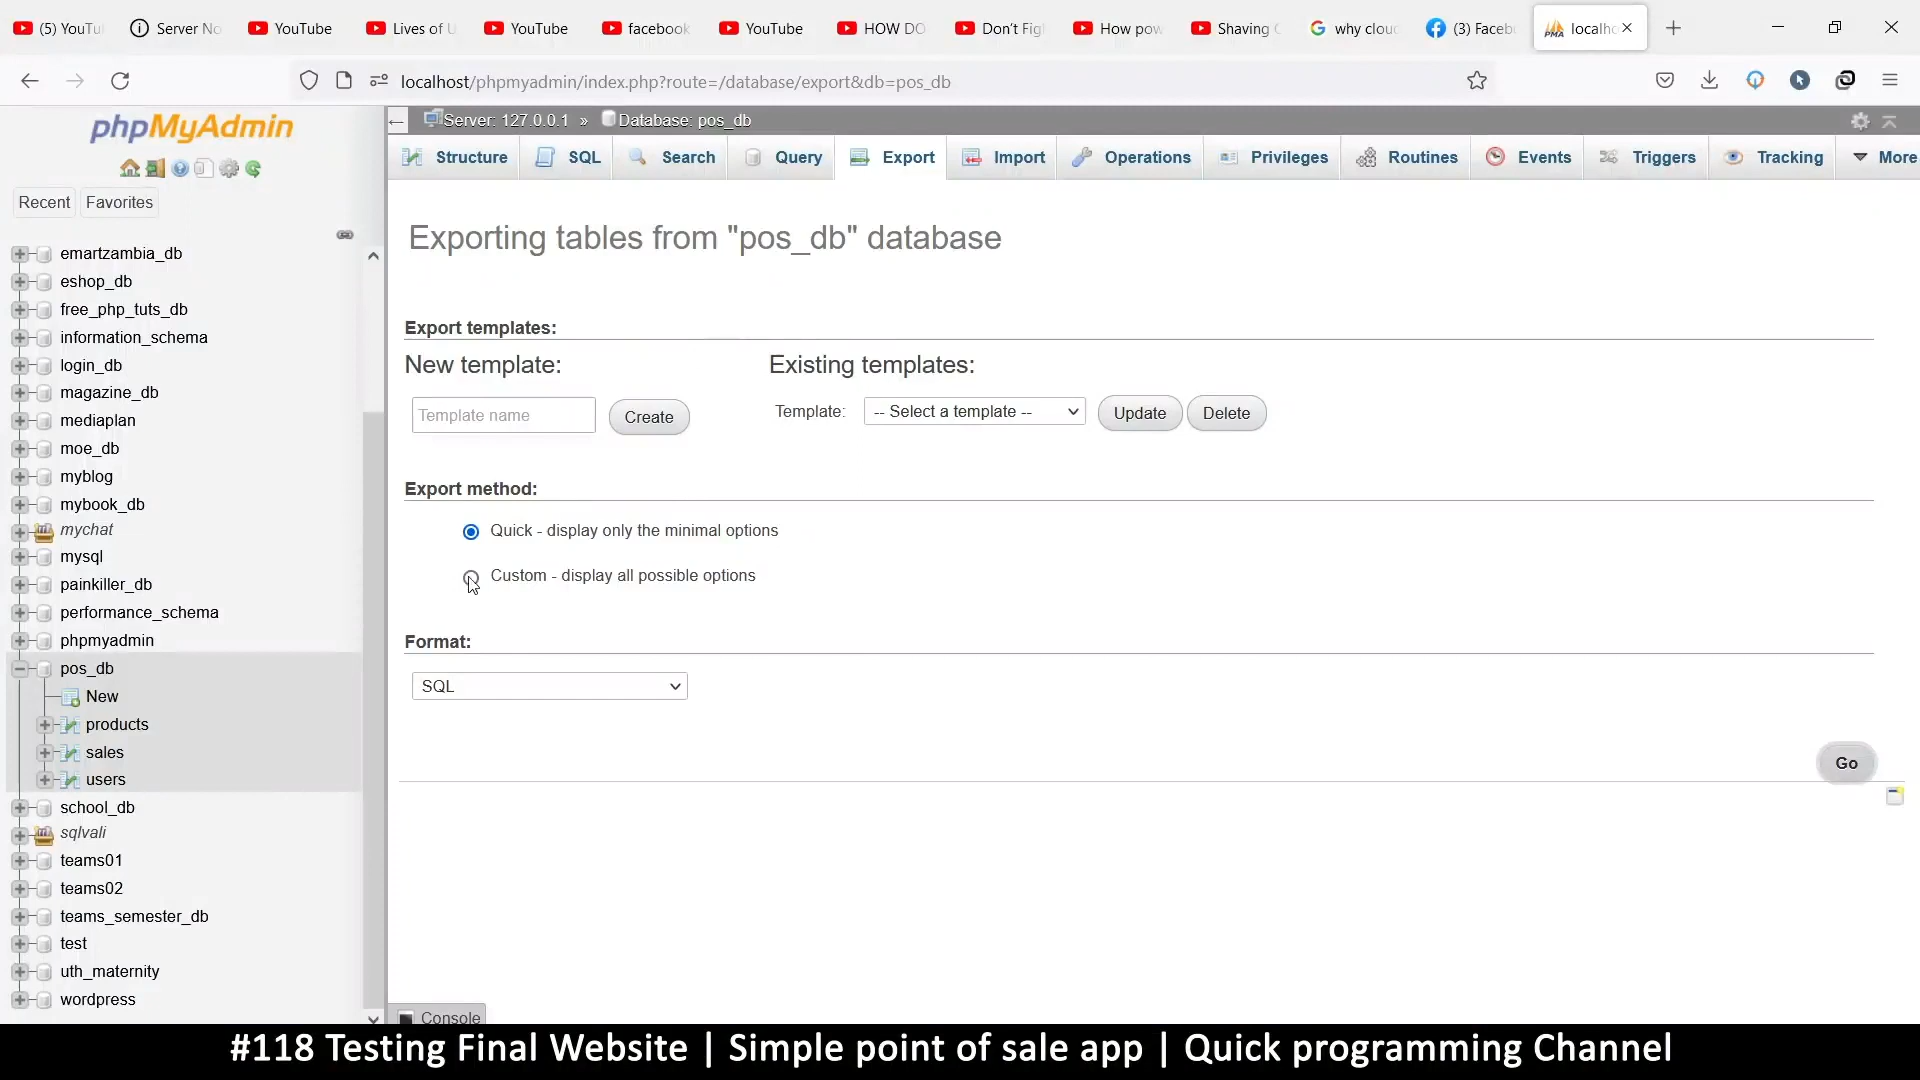 (5) YouTu
Server No
YouTube
Lives of U
YouTube
facebook
YouTube
HOW DO
Don't Fig
How pow
Shaving C
why cloud
(3) Faceb
localho
localhost/phpmyadmin/index.php?route=/database/export&db=pos_db
phpMyAdmin
Server: 127.0.0.1 » Database: pos_db
Structure
SQL
Search
Query
Export
Import
Operations
Privileges
Routines
Events
Triggers
Tracking
More
Recent
Favorites
emartzambia_db
eshop_db
free_php_tuts_db
information_schema
login_db
magazine_db
mediaplan
moe_db
myblog
mybook_db
mychat
mysql
painkiller_db
performance_schema
phpmyadmin
pos_db
New
products
sales
users
school_db
sqlvali
teams01
teams02
teams_semester_db
test
uth_maternity
wordpress
Exporting tables from "pos_db" database
Export templates:
New template:
Template name
Create
Existing templates:
Template:
-- Select a template --
Update
Delete
Export method:
Quick - display only the minimal options
Custom - display all possible options
Format:
SQL
Go
Console
#118 Testing Final Website | Simple point of sale app | Quick programming Channel